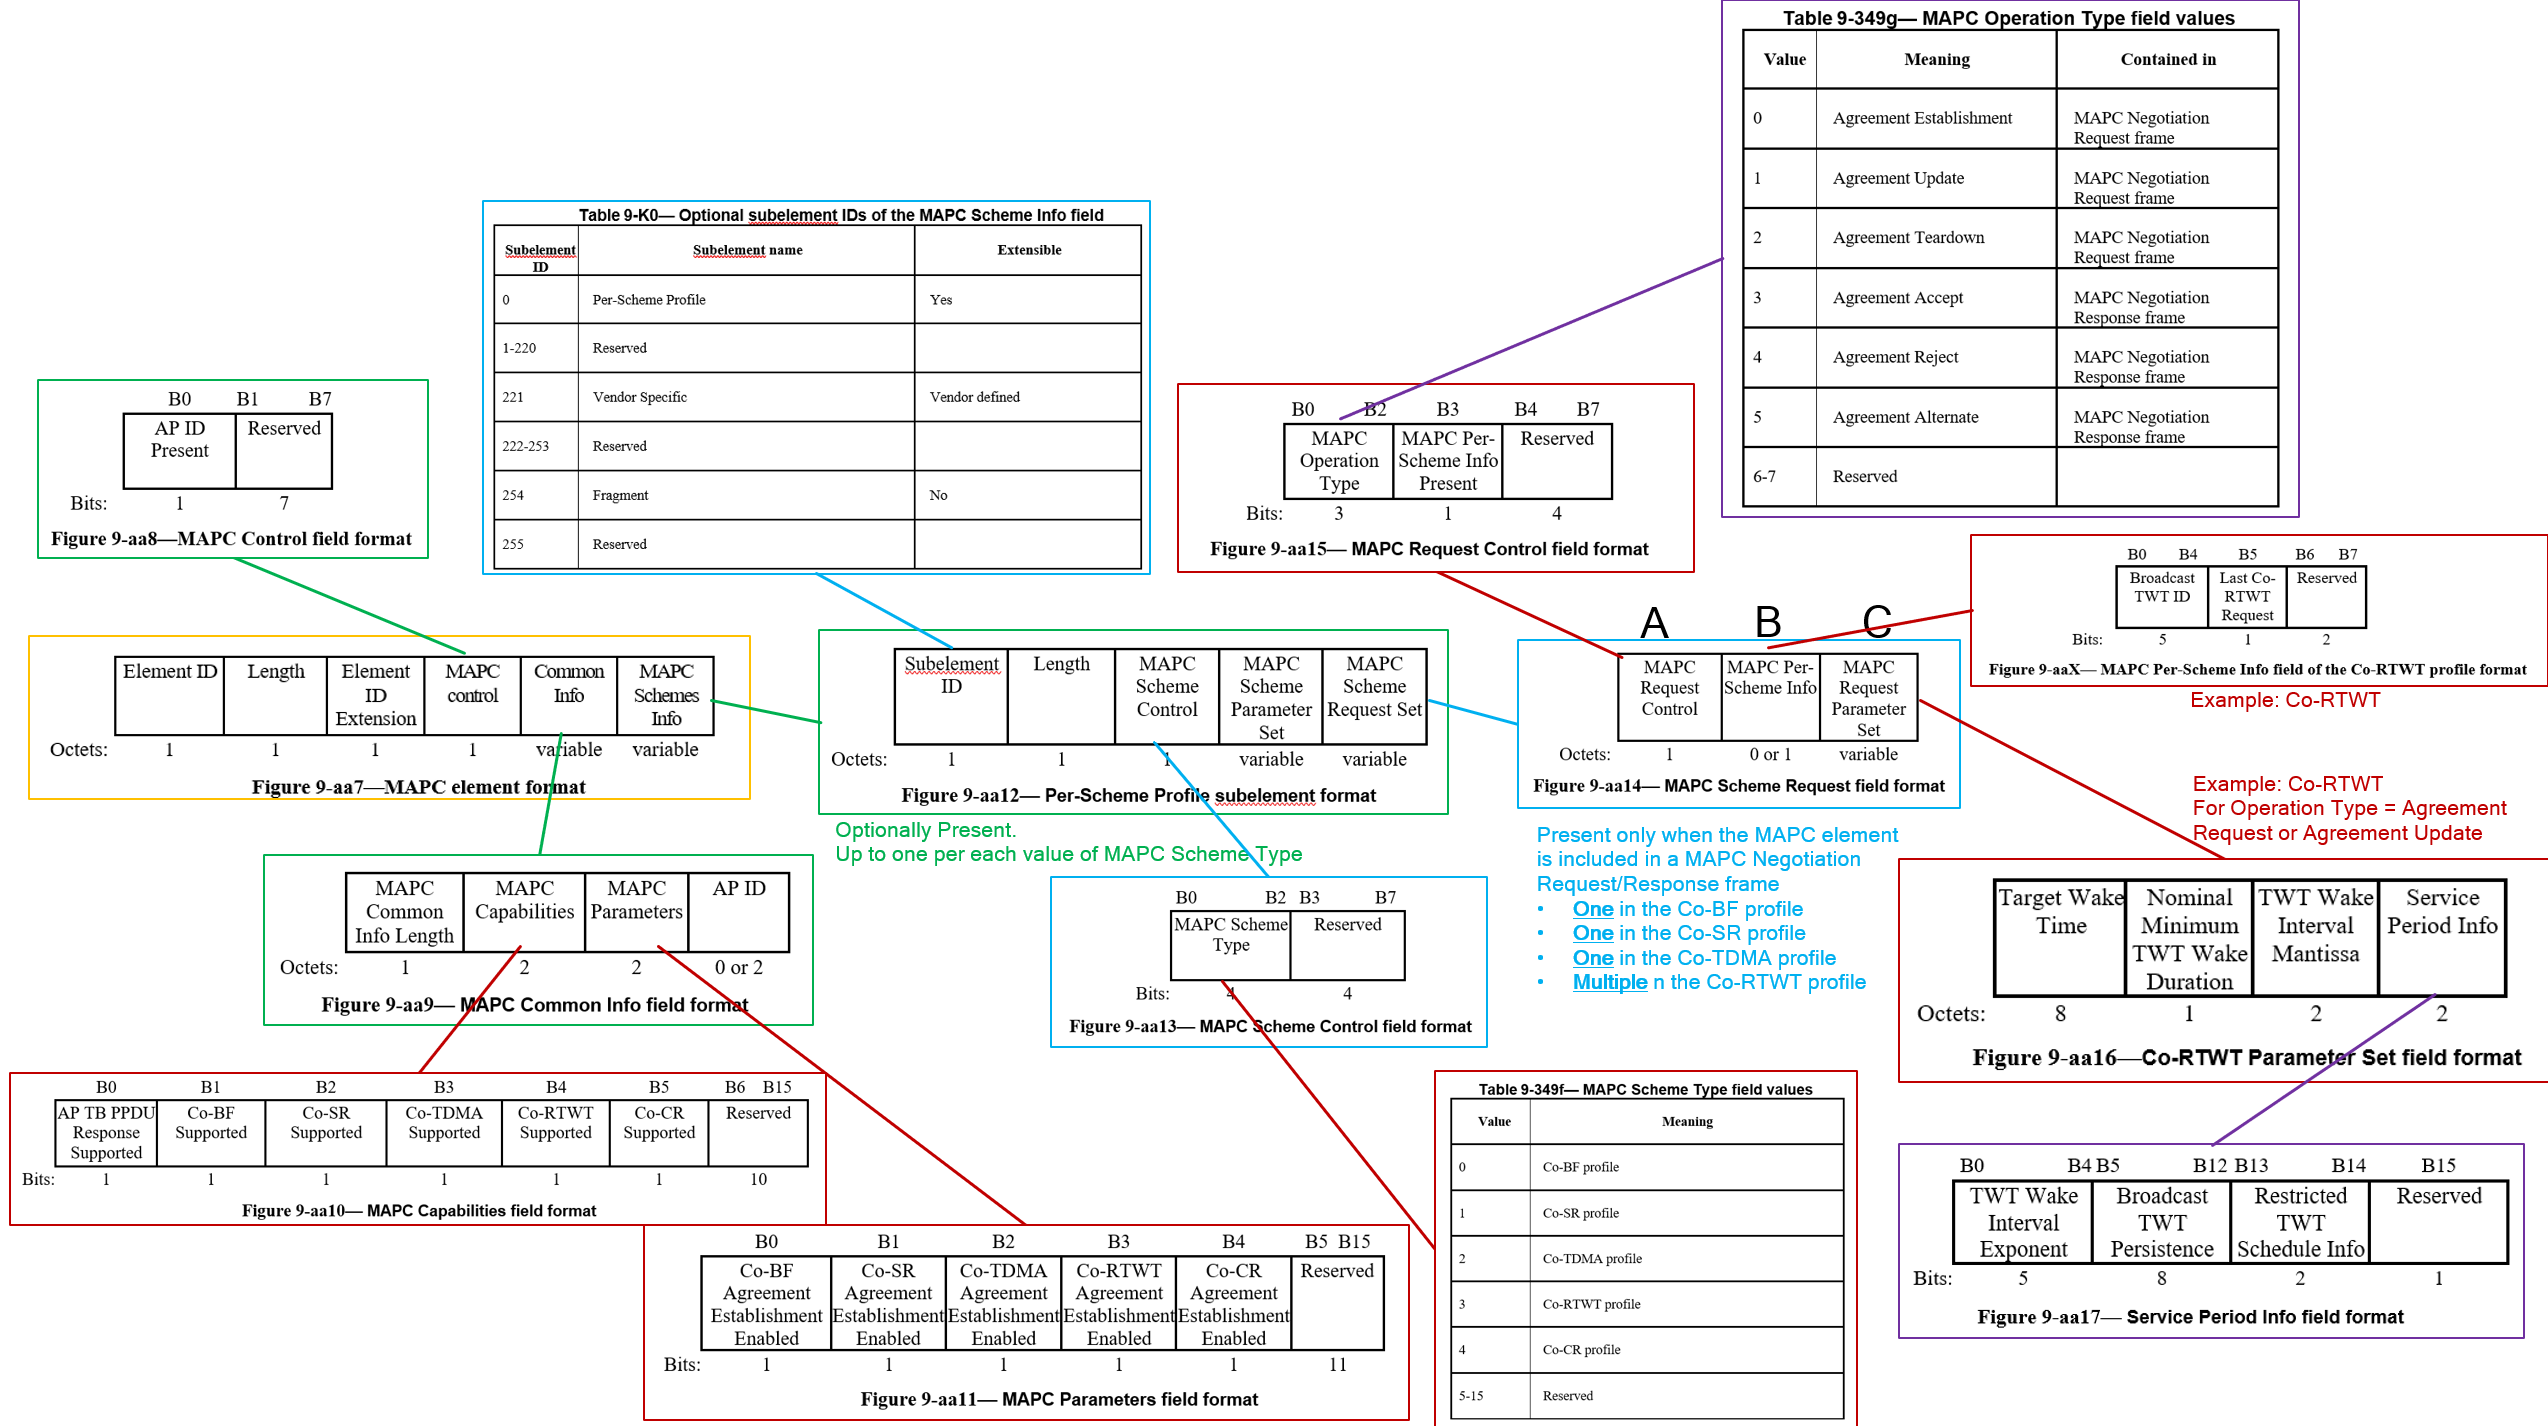 Table 9-349g— MAPC Operation Type field values
Value Meaning Contained in
0 Agreement Establishment MAPC Negotiation
Request frame
1 Agreement Update MAPC Negotiation
Request frame
2 Agreement Teardown MAPC Negotiation
Request frame
3 Agreement Accept MAPC Negotiation
Response frame
4 Agreement Reject MAPC Negotiation
Response frame
5 Agreement Alternate MAPC Negotiation
Response frame
6-7 Reserved
Table 9-K0— Optional subelement IDs of the MAPC Scheme Info field
Subelement
ID
Subelement name Extensible
0 Per-Scheme Profile Yes
1-220 Reserved
221 Vendor Specific Vendor defined
222-253 Reserved
254 Fragment No
255 Reserved
B0 B1 B7
AP ID
Present
Reserved
Bits: 1 7
Figure 9-aa8—MAPC Control field format
B0 B2 B3 B4 B7
MAPC
Operation
Type
MAPC Per-
Scheme Info
Present
Reserved
Bits: 3 1 4
Figure 9-aa15— MAPC Request Control field format
B0 B4 B5 B6 B7
Broadcast
TWT ID
Last Co-
RTWT
Request
Reserved
Bits: 5 1 2
Figure 9-aaX— MAPC Per-Scheme Info field of the Co-RTWT profile format
Example: Co-RTWT
Element ID
Length
Element
ID
Extension
MAPC
control
Common
Info
MAPC
Schemes
Info
Octets: 1 1 1 1 variable variable
Figure 9-aa7—MAPC element format
Subelement
ID
Length
MAPC
Scheme
Control
MAPC
Scheme
Parameter
Set
MAPC
Scheme
Request Set
Octets: 1 1 1 variable variable
Figure 9-aa12— Per-Scheme Profile subelement format
Optionally Present.
Up to one per each value of MAPC Scheme Type
A B C
MAPC
Request
Control
MAPC Per-
Scheme Info
MAPC
Request
Parameter
Set
Octets: 1 0 or 1 variable
Figure 9-aa14— MAPC Scheme Request field format
Present only when the MAPC element
is included in a MAPC Negotiation
Request/Response frame
• One in the Co-BF profile
• One in the Co-SR profile
• One in the Co-TDMA profile
• Multiple n the Co-RTWT profile
Example: Co-RTWT
For Operation Type = Agreement
Request or Agreement Update
Target Wake
Time
Nominal
Minimum
TWT Wake
Duration
TWT Wake
Interval
Mantissa
Service
Period Info
Octets: 8 1 2 2
Figure 9-aa16—Co-RTWT Parameter Set field format
MAPC
Common
Info Length
MAPC
Capabilities
MAPC
Parameters
AP ID
Octets: 1 2 2 0 or 2
Figure 9-aa9— MAPC Common Info field format
B0 B2 B3 B7
MAPC Scheme
Type
Reserved
Bits: 4 4
Figure 9-aa13— MAPC Scheme Control field format
B0 B1 B2 B3 B4 B5 B6 B15
AP TB PPDU
Response
Supported
Co-BF
Supported
Co-SR
Supported
Co-TDMA
Supported
Co-RTWT
Supported
Co-CR
Supported
Reserved
Bits: 1 1 1 1 1 1 10
Figure 9-aa10— MAPC Capabilities field format
B0 B1 B2 B3 B4 B5 B15
Co-BF
Agreement
Establishment
Enabled
Co-SR
Agreement
Establishment
Enabled
Co-TDMA
Agreement
Establishment
Enabled
Co-RTWT
Agreement
Establishment
Enabled
Co-CR
Agreement
Establishment
Enabled
Reserved
Bits: 1 1 1 1 1 11
Figure 9-aa11— MAPC Parameters field format
Table 9-349f— MAPC Scheme Type field values
Value Meaning
0 Co-BF profile
1 Co-SR profile
2 Co-TDMA profile
3 Co-RTWT profile
4 Co-CR profile
5-15 Reserved
B0 B4 B5 B12 B13 B14 B15
TWT Wake
Interval
Exponent
Broadcast
TWT
Persistence
Restricted
TWT
Schedule Info
Reserved
Bits: 5 8 2 1
Figure 9-aa17— Service Period Info field format